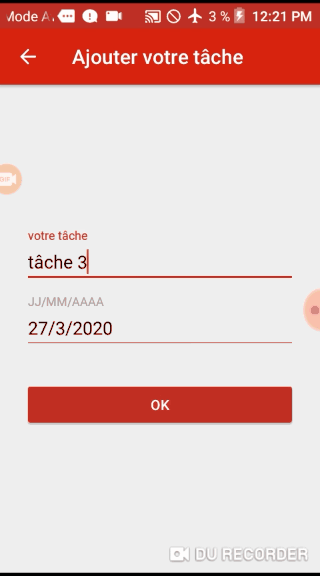 Mode A
3 % 12:21 PM
Ajouter votre tâche
votre tâche
tâche 3
JJ/MM/AAAA
27/3/2020
OK
DU RECORDER